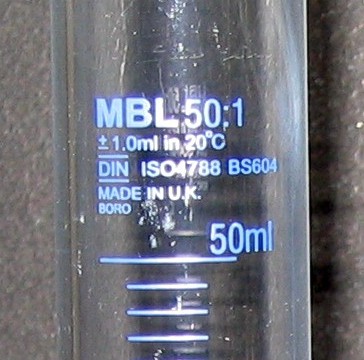 MBL 50:1
± 1.0ml in 20°C
DIN ISO4788 BS604
MADE IN U.K.
BORO
50ml